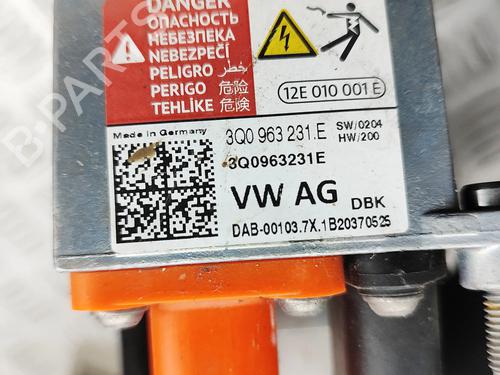 DANGER
ОПАСНОСТЬ
НЕБЕЗПЕКА
NEBEZPEČÍ
PELIGRO خطر
PERIGO 危险
TEHLİKE 危険
12E 010 001 E
Made in Germany
3Q0 963 231.E
SW/0204
HW/200
3Q0963231E
VW AG DBK
DAB-00103.7X.1B20370525
B-PARTS